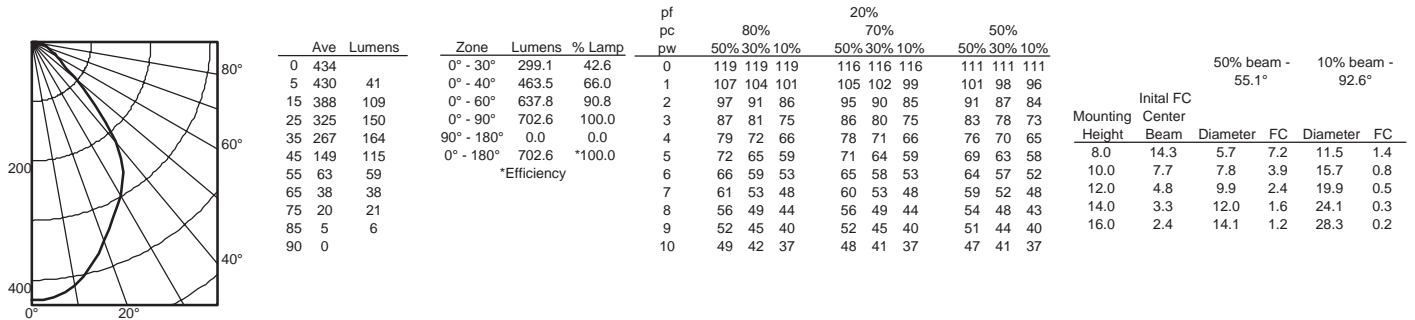 200
400
0° 20°
80°
60°
40°
Ave Lumens
0 434
5 430 41
15 388 109
25 325 150
35 267 164
45 149 115
55 63 59
65 38 38
75 20 21
85 5 6
90 0
Zone Lumens % Lamp
0° - 30° 299.1 42.6
0° - 40° 463.5 66.0
0° - 60° 637.8 90.8
0° - 90° 702.6 100.0
90° - 180° 0.0 0.0
0° - 180° 702.6 *100.0
*Efficiency
pf 20%
pc 80% 70% 50%
pw 50% 30% 10% 50% 30% 10% 50% 30% 10%
0 119 119 119 116 116 116 111 111 111
1 107 104 101 105 102 99 101 98 96
2 97 91 86 95 90 85 91 87 84
3 87 81 75 86 80 75 83 78 73
4 79 72 66 78 71 66 76 70 65
5 72 65 59 71 64 59 69 63 58
6 66 59 53 65 58 53 64 57 52
7 61 53 48 60 53 48 59 52 48
8 56 49 44 56 49 44 54 48 43
9 52 45 40 52 45 40 51 44 40
10 49 42 37 48 41 37 47 41 37
50% beam - 10% beam -
55.1° 92.6°
Inital FC
Mounting Center
Height Beam Diameter FC Diameter FC
8.0 14.3 5.7 7.2 11.5 1.4
10.0 7.7 7.8 3.9 15.7 0.8
12.0 4.8 9.9 2.4 19.9 0.5
14.0 3.3 12.0 1.6 24.1 0.3
16.0 2.4 14.1 1.2 28.3 0.2